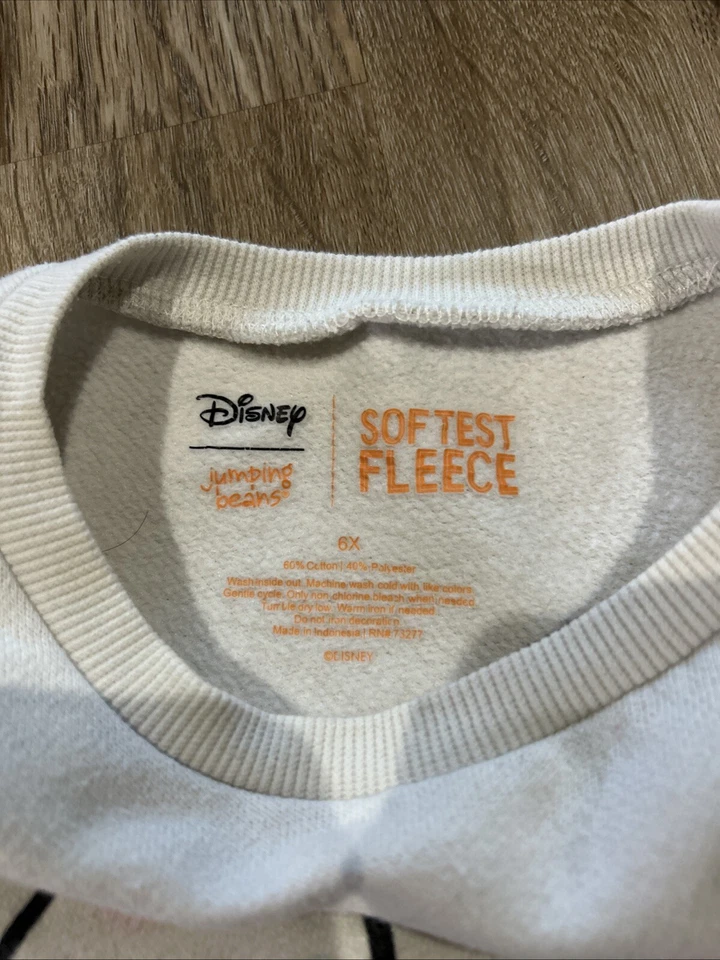 Disney
jumping
beans®
SOFTEST
FLEECE
6X
60% Cotton | 40% Polyester
Wash inside out. Machine wash cold with like colors.
Gentle cycle. Only non-chlorine bleach, when needed.
Tumble dry low. Warm iron if needed.
Do not iron decoration.
Made in Indonesia | RN# 73277
©DISNEY